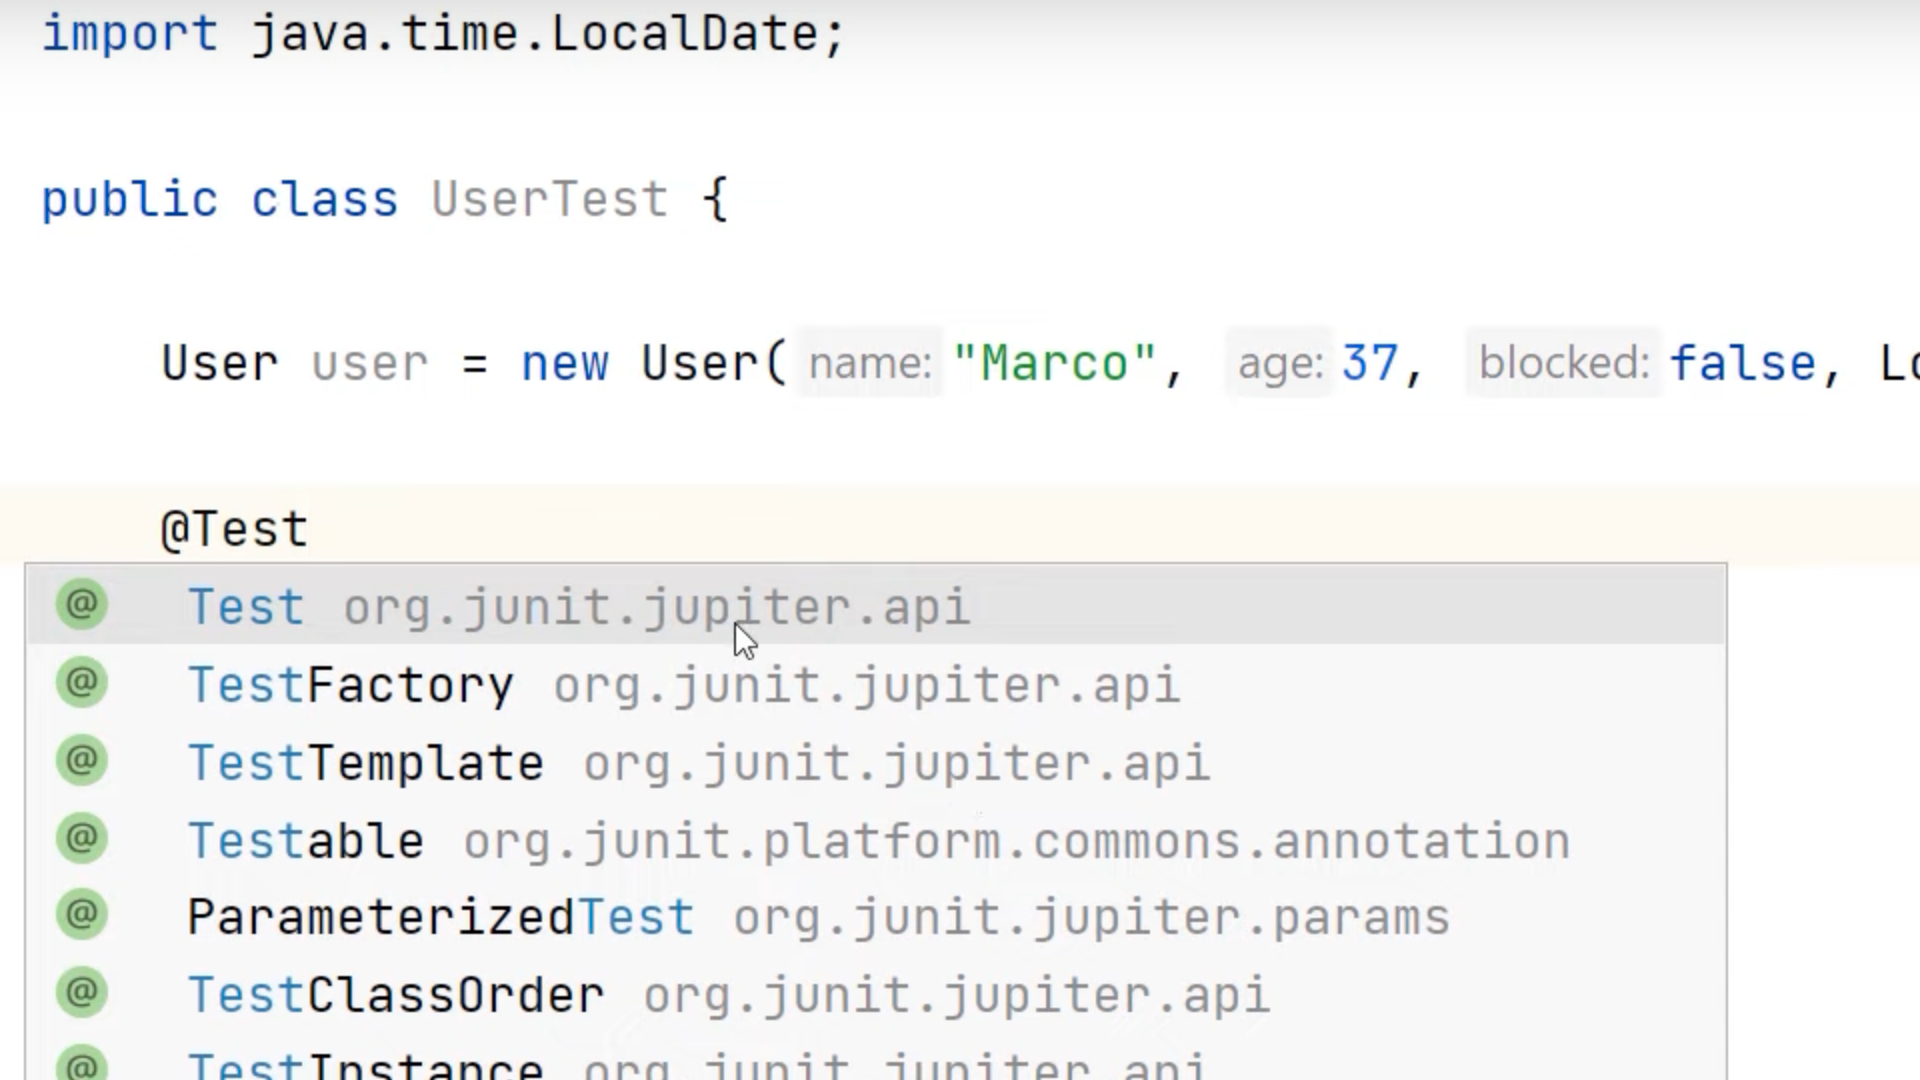 import java.time.LocalDate;
public class UserTest {
User user = new User( name: "Marco", age: 37, blocked: false, Lo
@Test
@ Test org.junit.jupiter.api
@ TestFactory org.junit.jupiter.api
@ TestTemplate org.junit.jupiter.api
@ Testable org.junit.platform.commons.annotation
@ ParameterizedTest org.junit.jupiter.params
@ TestClassOrder org.junit.jupiter.api
@ TestInstance org.junit.jupiter.api